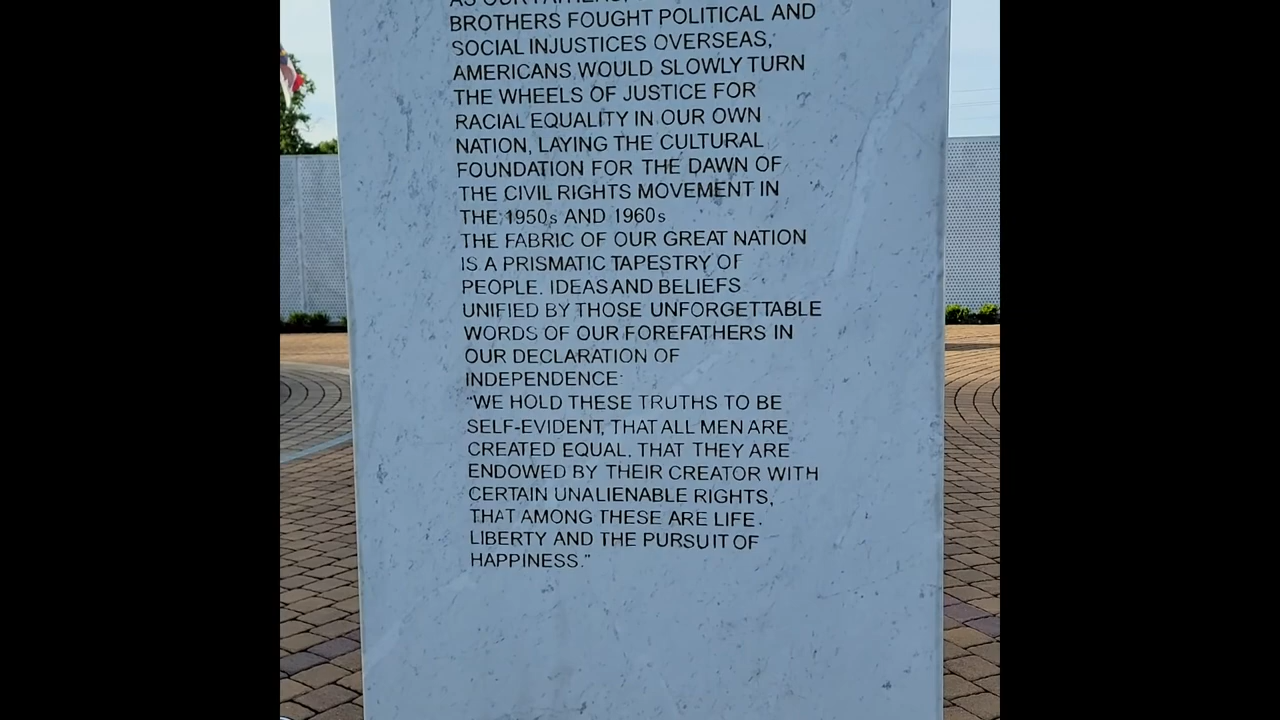 AS OUR FATHERS,
BROTHERS FOUGHT POLITICAL AND
SOCIAL INJUSTICES OVERSEAS,
AMERICANS WOULD SLOWLY TURN
THE WHEELS OF JUSTICE FOR
RACIAL EQUALITY IN OUR OWN
NATION, LAYING THE CULTURAL
FOUNDATION FOR THE DAWN OF
THE CIVIL RIGHTS MOVEMENT IN
THE 1950s AND 1960s
THE FABRIC OF OUR GREAT NATION
IS A PRISMATIC TAPESTRY OF
PEOPLE. IDEAS AND BELIEFS
UNIFIED BY THOSE UNFORGETTABLE
WORDS OF OUR FOREFATHERS IN
OUR DECLARATION OF
INDEPENDENCE:
“WE HOLD THESE TRUTHS TO BE
SELF-EVIDENT, THAT ALL MEN ARE
CREATED EQUAL, THAT THEY ARE
ENDOWED BY THEIR CREATOR WITH
CERTAIN UNALIENABLE RIGHTS,
THAT AMONG THESE ARE LIFE.
LIBERTY AND THE PURSUIT OF
HAPPINESS.”